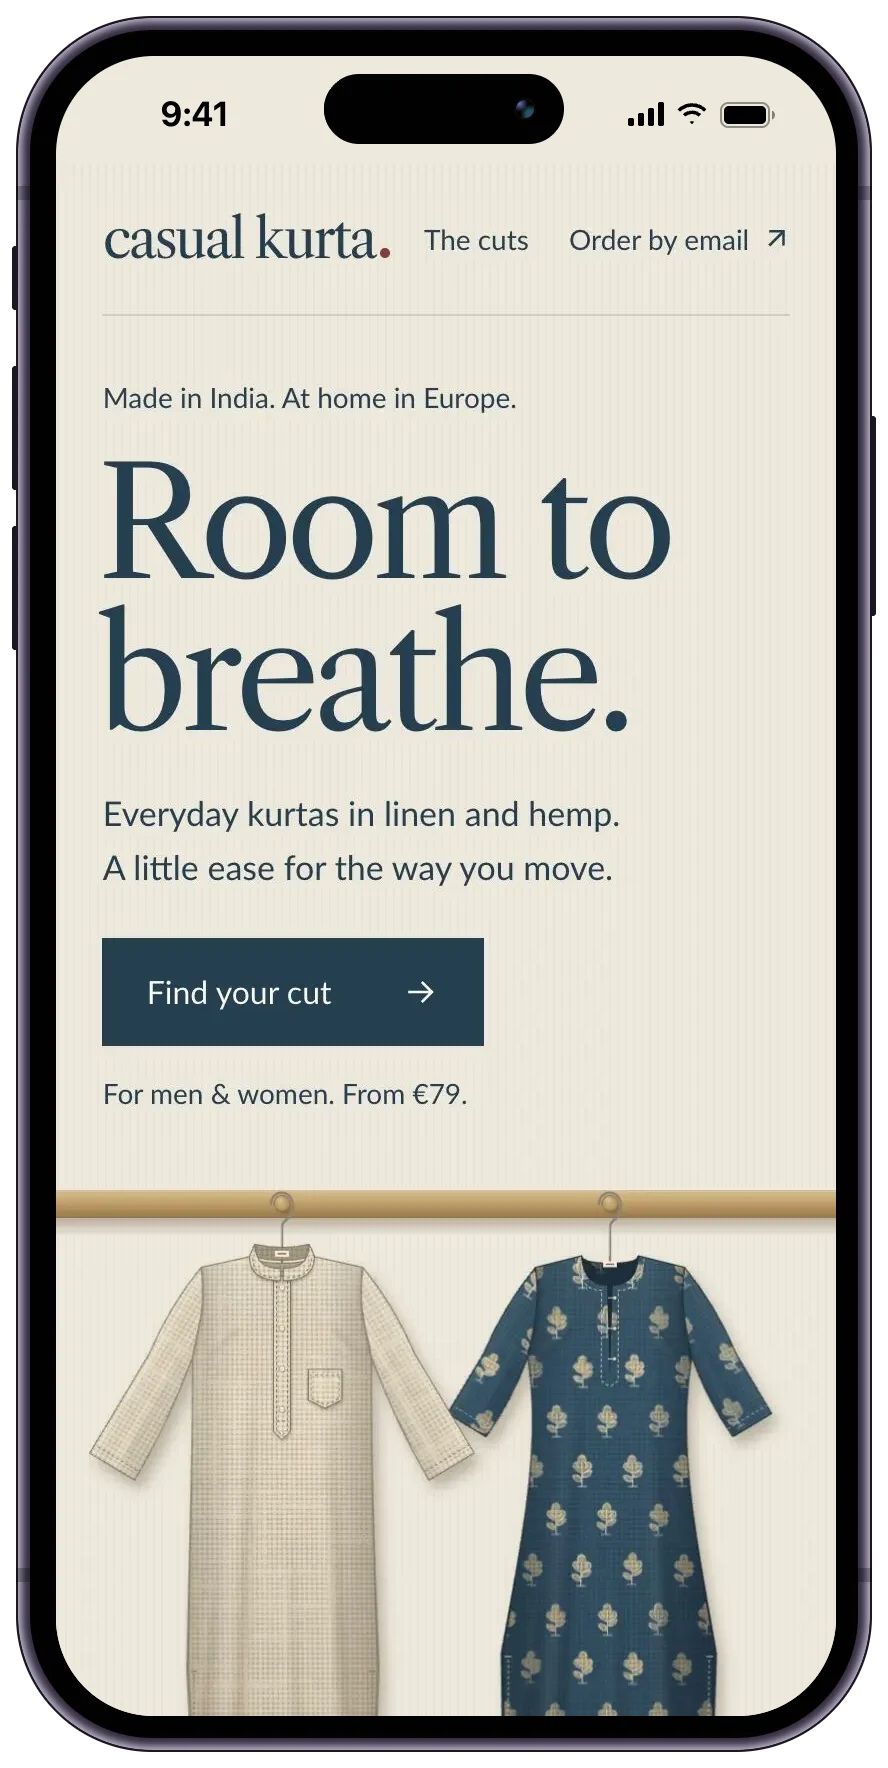 9:41
casual kurta.
The cuts
Order by email ↗
Made in India. At home in Europe.
Room to
breathe.
Everyday kurtas in linen and hemp.
A little ease for the way you move.
Find your cut →
For men & women. From €79.